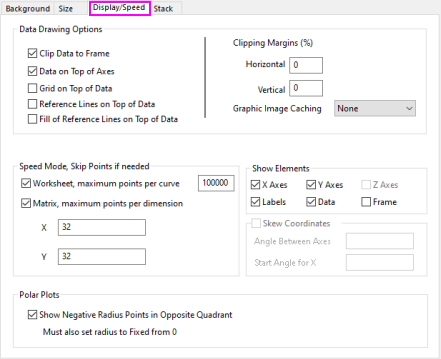 Background Size Display/Speed Stack
Data Drawing Options
Clip Data to Frame
Data on Top of Axes
Grid on Top of Data
Reference Lines on Top of Data
Fill of Reference Lines on Top of Data
Clipping Margins (%)
Horizontal 0
Vertical 0
Graphic Image Caching None
Speed Mode, Skip Points if needed
Worksheet, maximum points per curve 100000
Matrix, maximum points per dimension
X 32
Y 32
Show Elements
X Axes Y Axes Z Axes
Labels Data Frame
Skew Coordinates
Angle Between Axes
Start Angle for X
Polar Plots
Show Negative Radius Points in Opposite Quadrant
Must also set radius to Fixed from 0